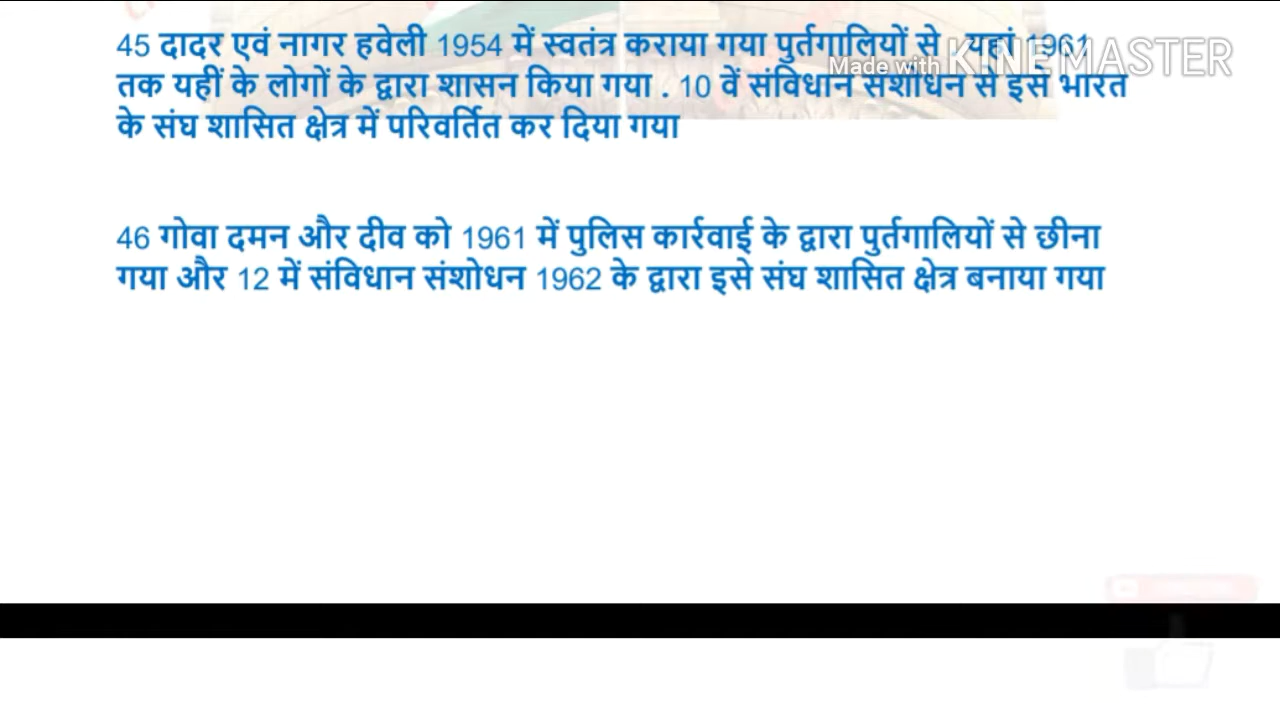 45 दादर एवं नागर हवेली 1954 में स्वतंत्र कराया गया पुर्तगालियों से . यहां 1961
Made with KINEMASTER
तक यहीं के लोगों के द्वारा शासन किया गया . 10 वें संविधान संशोधन से इसे भारत
के संघ शासित क्षेत्र में परिवर्तित कर दिया गया
46 गोवा दमन और दीव को 1961 में पुलिस कार्रवाई के द्वारा पुर्तगालियों से छीना
गया और 12 में संविधान संशोधन 1962 के द्वारा इसे संघ शासित क्षेत्र बनाया गया